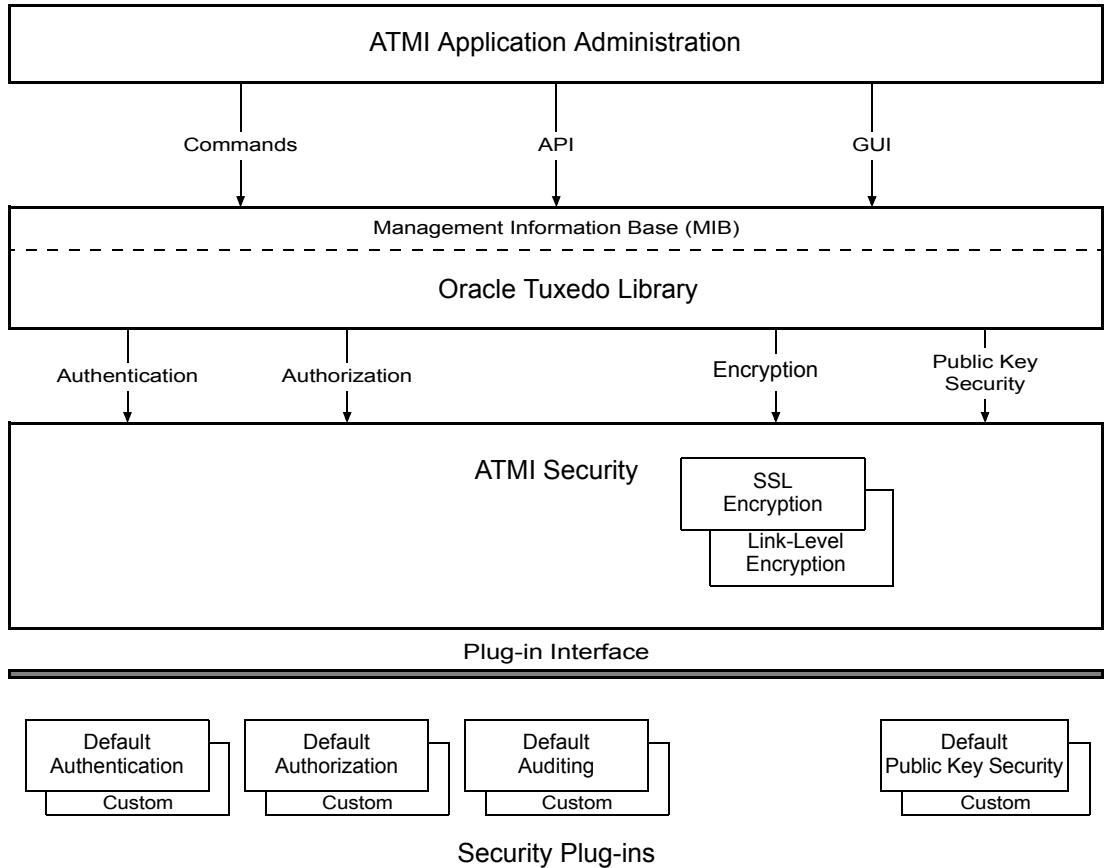 ATMI Application Administration
Commands
API
GUI
Management Information Base (MIB)
Oracle Tuxedo Library
Authentication
Authorization
Encryption
Public Key
Security
ATMI Security
SSL
Encryption
Link-Level
Encryption
Plug-in Interface
Default
Authentication
Custom
Default
Authorization
Custom
Default
Auditing
Custom
Default
Public Key Security
Custom
Security Plug-ins